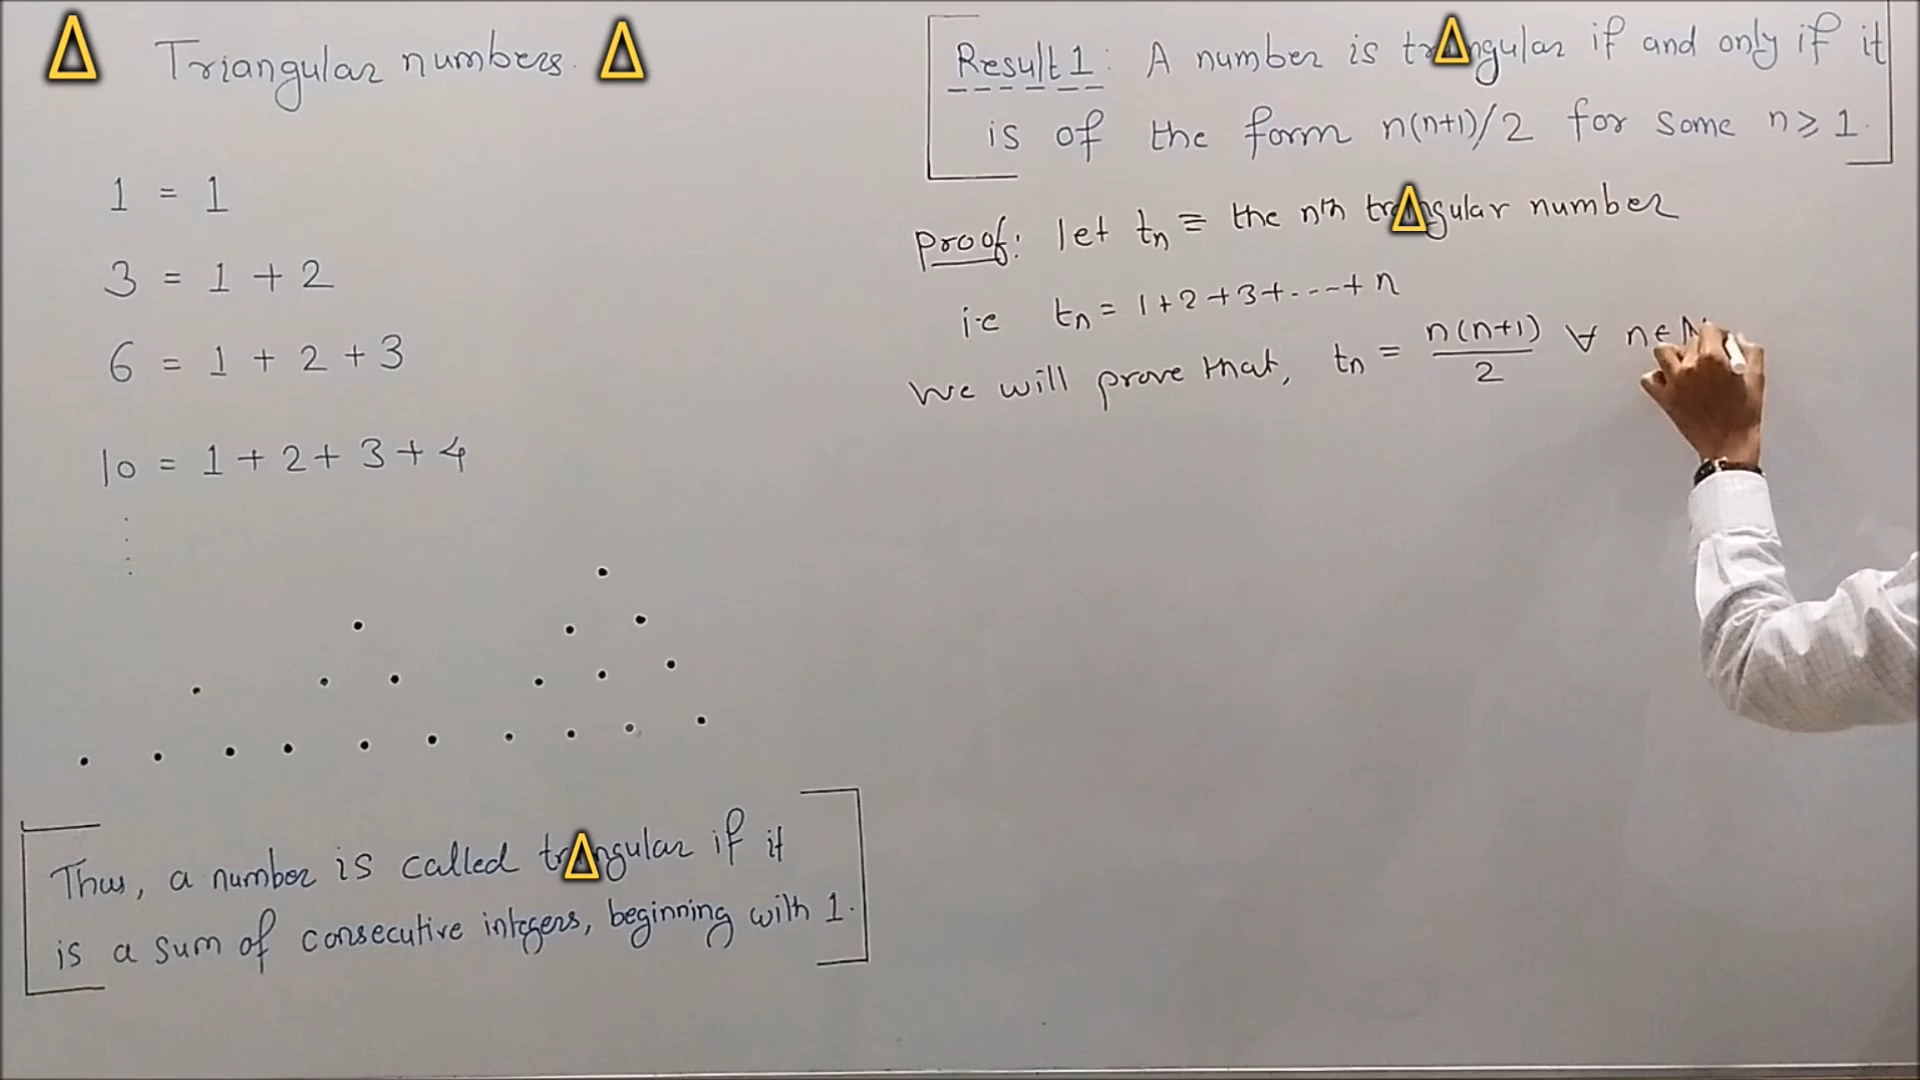 Δ Triangular numbers. Δ
1 = 1
3 = 1 + 2
6 = 1 + 2 + 3
10 = 1 + 2 + 3 + 4
Thus, a number is called triΔngular if it
is a sum of consecutive integers, beginning with 1.
Result 1: A number is triΔngular if and only if it
is of the form n(n+1)/2 for some n ≥ 1.
Proof: let tn ≡ the nth triΔngular number
i.e tn = 1+2+3+----+ n
We will prove that, tn = n(n+1)/2 ∀ n ∈ N